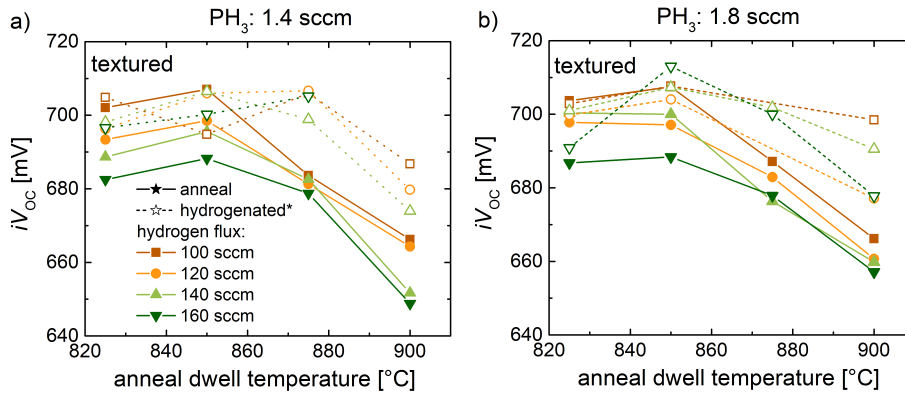 a)
PH₃: 1.4 sccm
textured
iV_OC [mV]
720
700
680
660
640
820 840 860 880 900
anneal dwell temperature [°C]
anneal
hydrogenated*
hydrogen flux:
100 sccm
120 sccm
140 sccm
160 sccm
b)
PH₃: 1.8 sccm
textured
iV_OC [mV]
720
700
680
660
640
820 840 860 880 900
anneal dwell temperature [°C]